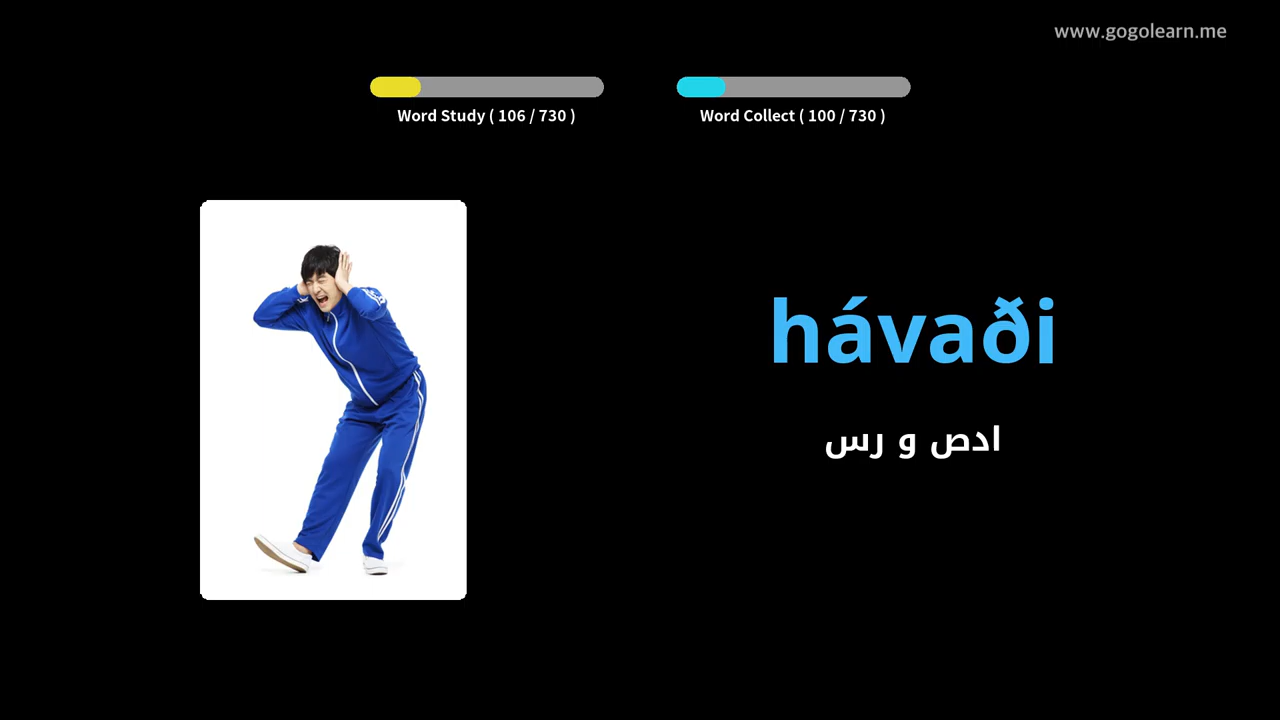 www.gogolearn.me
Word Study ( 106 / 730 )
Word Collect ( 100 / 730 )
hávaði
ادص و رس